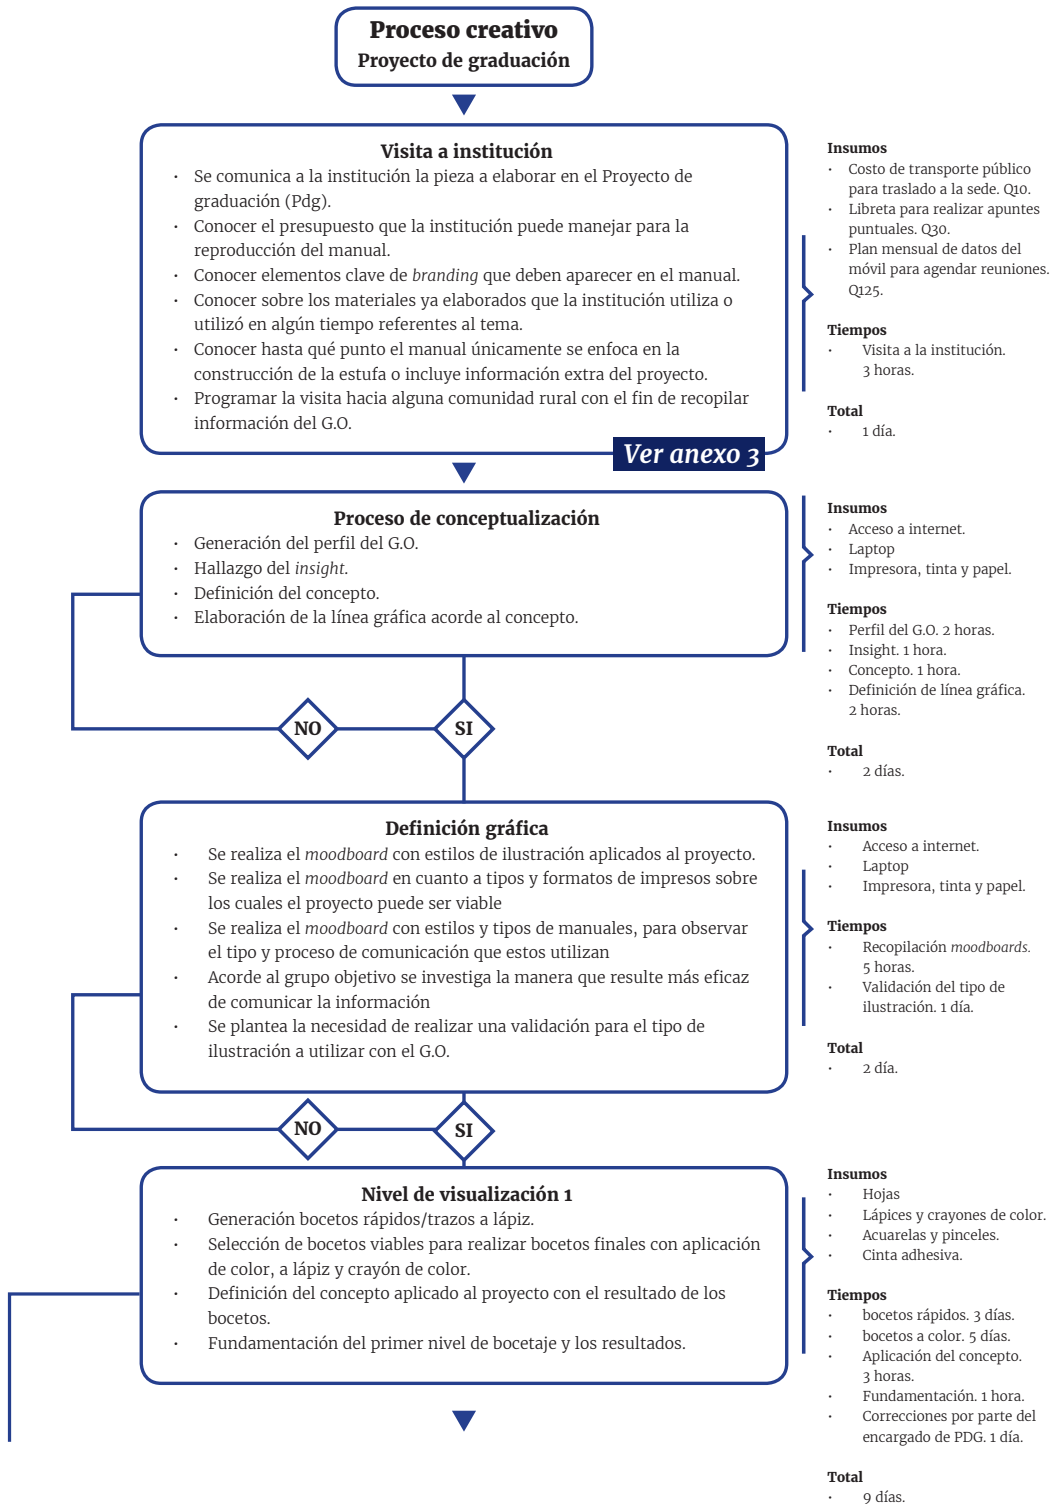 Proceso creativo
Proyecto de graduación
Visita a institución
· Se comunica a la institución la pieza a elaborar en el Proyecto de
graduación (Pdg).
· Conocer el presupuesto que la institución puede manejar para la
reproducción del manual.
· Conocer elementos clave de branding que deben aparecer en el manual.
· Conocer sobre los materiales ya elaborados que la institución utiliza o
utilizó en algún tiempo referentes al tema.
· Conocer hasta qué punto el manual únicamente se enfoca en la
construcción de la estufa o incluye información extra del proyecto.
· Programar la visita hacia alguna comunidad rural con el fin de recopilar
información del G.O.
Ver anexo 3
Insumos
· Costo de transporte público
para traslado a la sede. Q10.
· Libreta para realizar apuntes
puntuales. Q30.
· Plan mensual de datos del
móvil para agendar reuniones.
Q125.
Tiempos
· Visita a la institución.
3 horas.
Total
· 1 día.
Proceso de conceptualización
· Generación del perfil del G.O.
· Hallazgo del insight.
· Definición del concepto.
· Elaboración de la línea gráfica acorde al concepto.
NO
SI
Insumos
· Acceso a internet.
· Laptop
· Impresora, tinta y papel.
Tiempos
· Perfil del G.O. 2 horas.
· Insight. 1 hora.
· Concepto. 1 hora.
· Definición de línea gráfica.
2 horas.
Total
· 2 días.
Definición gráfica
· Se realiza el moodboard con estilos de ilustración aplicados al proyecto.
· Se realiza el moodboard en cuanto a tipos y formatos de impresos sobre
los cuales el proyecto puede ser viable
· Se realiza el moodboard con estilos y tipos de manuales, para observar
el tipo y proceso de comunicación que estos utilizan
· Acorde al grupo objetivo se investiga la manera que resulte más eficaz
de comunicar la información
· Se plantea la necesidad de realizar una validación para el tipo de
ilustración a utilizar con el G.O.
NO
SI
Insumos
· Acceso a internet.
· Laptop
· Impresora, tinta y papel.
Tiempos
· Recopilación moodboards.
5 horas.
· Validación del tipo de
ilustración. 1 día.
Total
· 2 día.
Nivel de visualización 1
· Generación bocetos rápidos/trazos a lápiz.
· Selección de bocetos viables para realizar bocetos finales con aplicación
de color, a lápiz y crayón de color.
· Definición del concepto aplicado al proyecto con el resultado de los
bocetos.
· Fundamentación del primer nivel de bocetaje y los resultados.
Insumos
· Hojas
· Lápices y crayones de color.
· Acuarelas y pinceles.
· Cinta adhesiva.
Tiempos
· bocetos rápidos. 3 días.
· bocetos a color. 5 días.
· Aplicación del concepto.
3 horas.
· Fundamentación. 1 hora.
· Correcciones por parte del
encargado de PDG. 1 día.
Total
· 9 días.